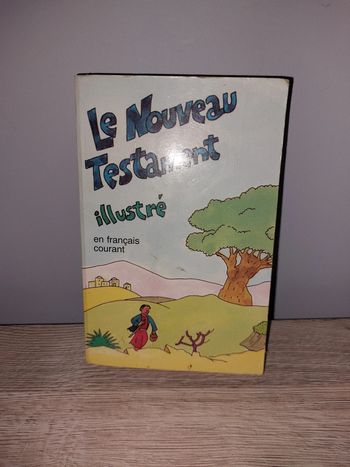 Le Nouveau
Testament
illustré
en français
courant